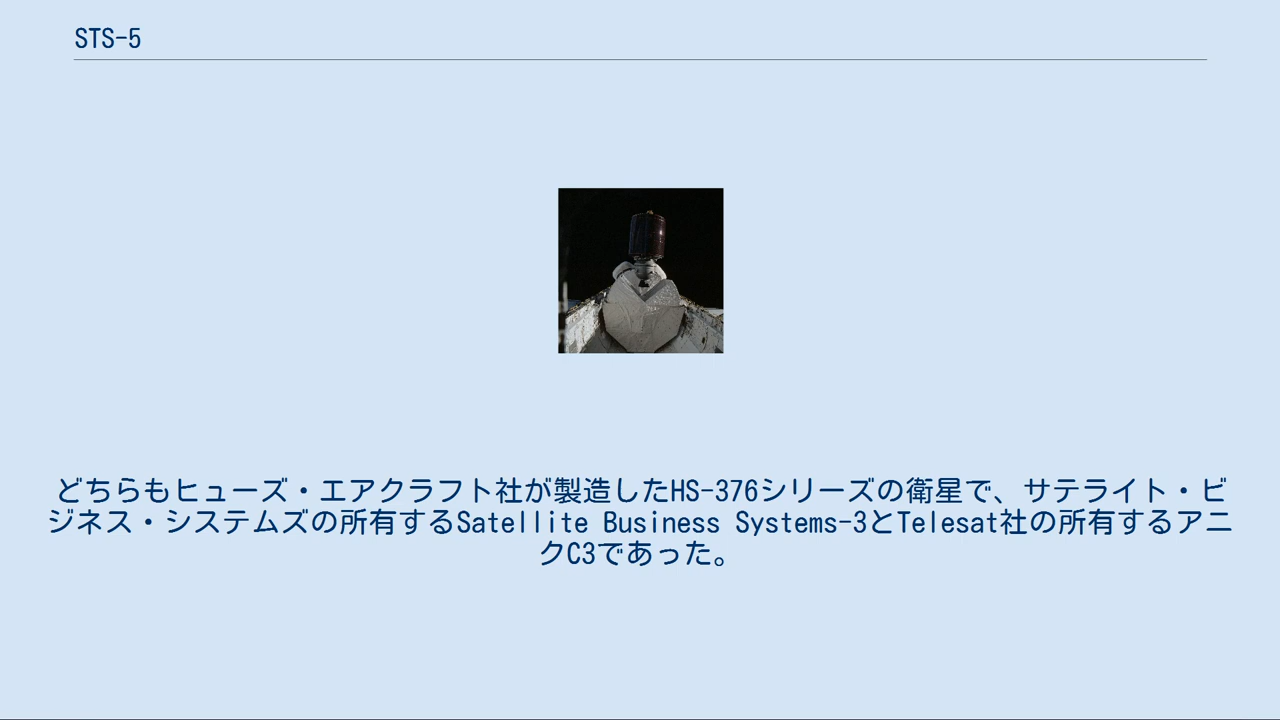 STS-5
どちらもヒューズ・エアクラフト社が製造したHS-376シリーズの衛星で、サテライト・ビ
ジネス・システムズの所有するSatellite Business Systems-3とTelesat社の所有するアニ
クC3であった。